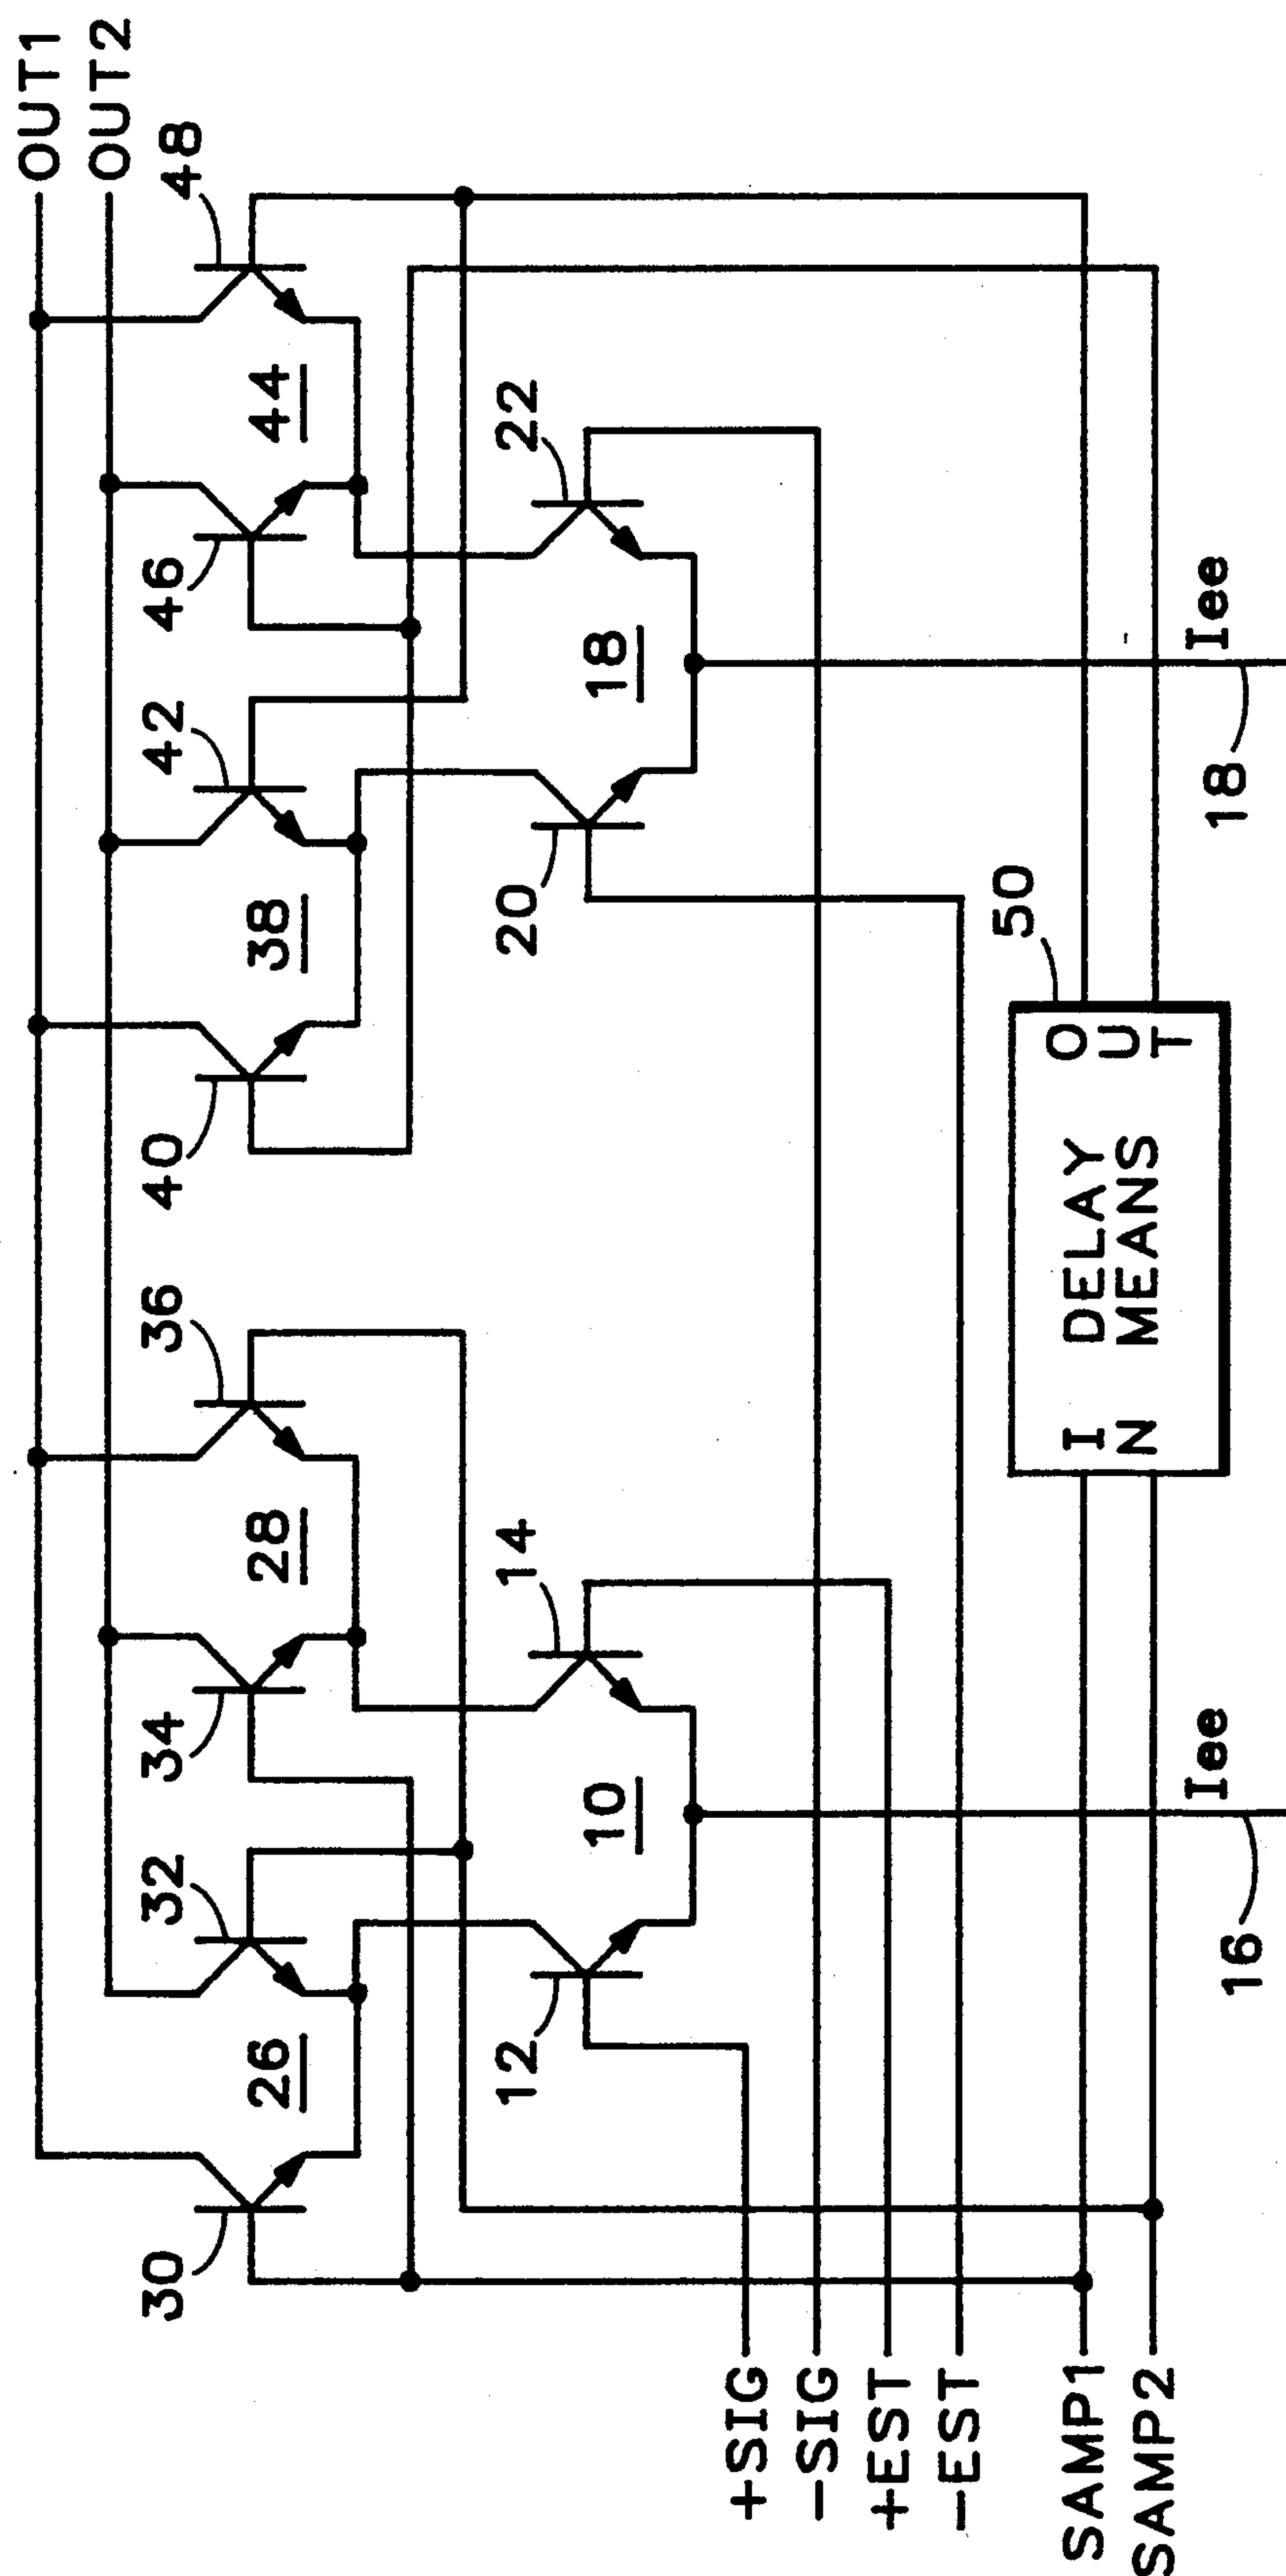 OUT1
OUT2
30
32
34
36
40
42
46
48
26
28
38
44
12
14
20
22
10
18
+SIG
-SIG
+EST
-EST
SAMP1
SAMP2
IN
DELAY
MEANS
OUT
50
Iee
16
Iee
18